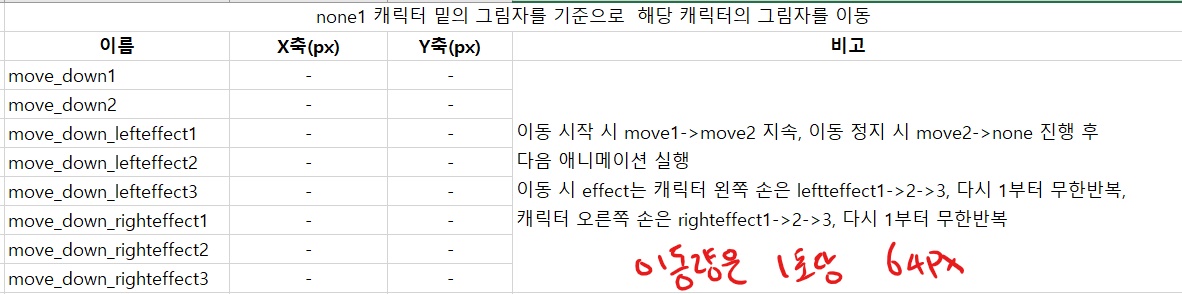 none1 캐릭터 밑의 그림자를 기준으로 해당 캐릭터의 그림자를 이동
이름 X축(px) Y축(px) 비고
move_down1 - -
move_down2 - -
move_down_lefteffect1 - - 이동 시작 시 move1->move2 지속, 이동 정지 시 move2->none 진행 후
move_down_lefteffect2 - - 다음 애니메이션 실행
move_down_lefteffect3 - - 이동 시 effect는 캐릭터 왼쪽 손은 leftteffect1->2->3, 다시 1부터 무한반복,
move_down_righteffect1 - - 캐릭터 오른쪽 손은 righteffect1->2->3, 다시 1부터 무한반복
move_down_righteffect2 - -
move_down_righteffect3 - -
이동량은 1초당 64px